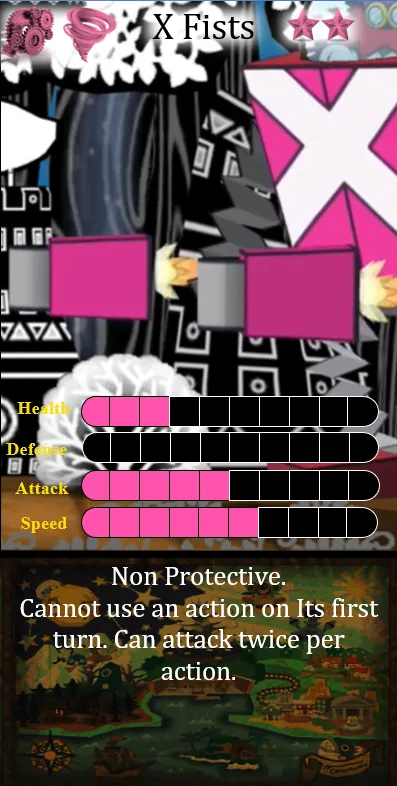 X Fists
Health
Defense
Attack
Speed
Non Protective.
Cannot use an action on Its first
turn. Can attack twice per
action.